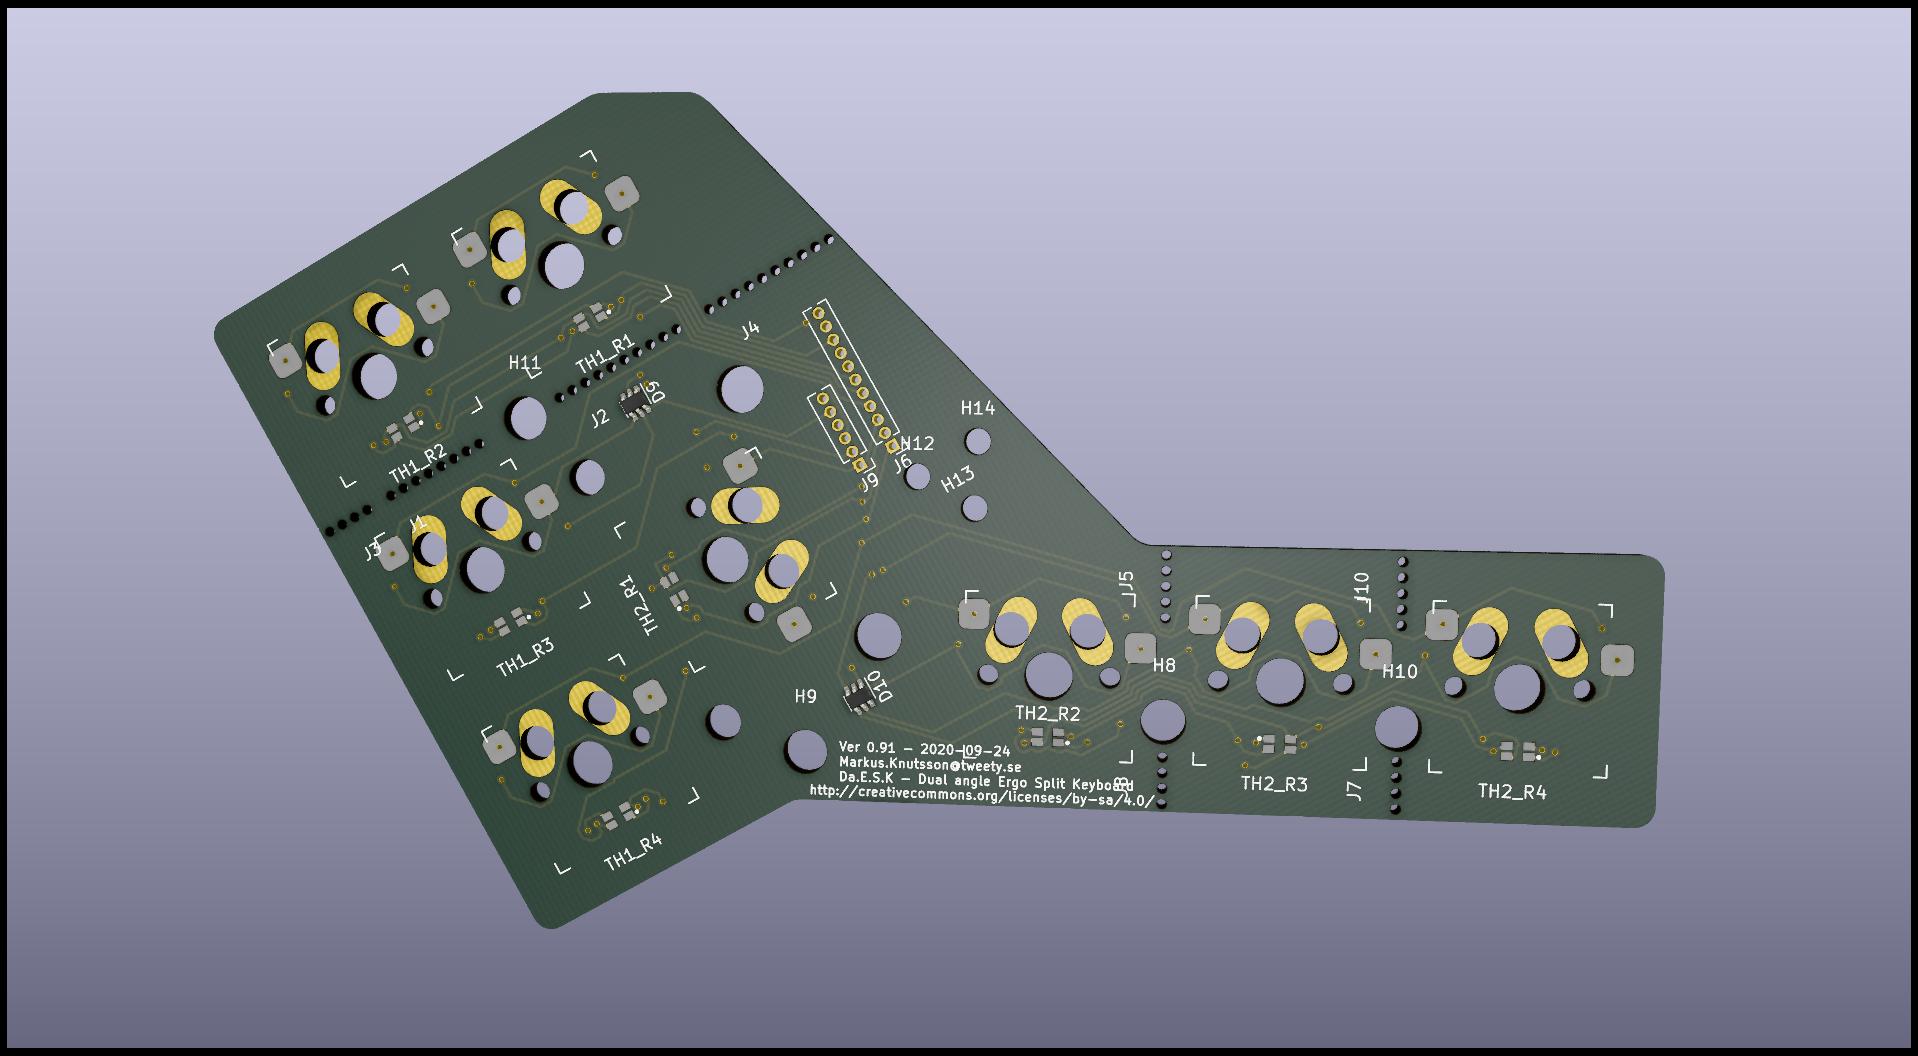 TH1_R1
J4
H11
D9
J2
H14
H12
J6
TH1_R2
J9
H13
J1
J3
TH2_R1
J5
J10
TH1_R3
H8
H10
D10
H9
TH2_R2
Ver 0.91 – 2020-09-24
Markus.Knutsson@tweety.se
Da.E.S.K – Dual angle Ergo Split Keyboard
http://creativecommons.org/licenses/by-sa/4.0/
J8
TH2_R3
J7
TH2_R4
TH1_R4